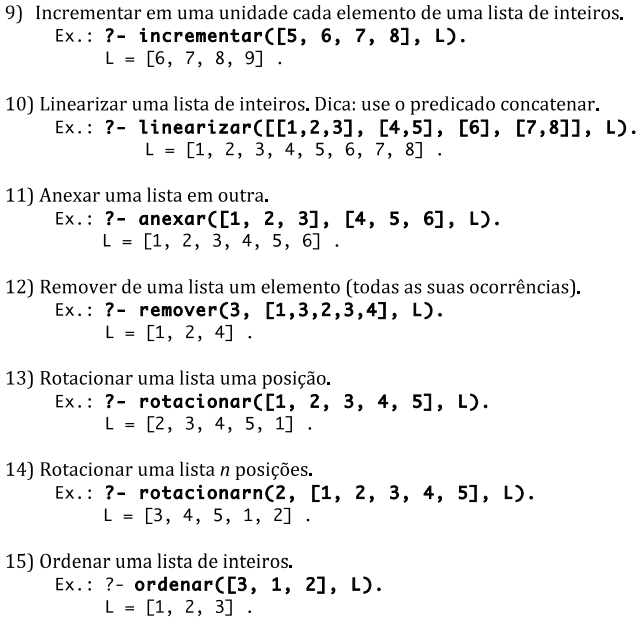 9) Incrementar em uma unidade cada elemento de uma lista de inteiros.
Ex.: ?- incrementar([5, 6, 7, 8], L).
L = [6, 7, 8, 9] .
10) Linearizar uma lista de inteiros. Dica: use o predicado concatenar.
Ex.: ?- linearizar([[1,2,3], [4,5], [6], [7,8]], L).
L = [1, 2, 3, 4, 5, 6, 7, 8] .
11) Anexar uma lista em outra.
Ex.: ?- anexar([1, 2, 3], [4, 5, 6], L).
L = [1, 2, 3, 4, 5, 6] .
12) Remover de uma lista um elemento (todas as suas ocorrências).
Ex.: ?- remover(3, [1,3,2,3,4], L).
L = [1, 2, 4] .
13) Rotacionar uma lista uma posição.
Ex.: ?- rotacionar([1, 2, 3, 4, 5], L).
L = [2, 3, 4, 5, 1] .
14) Rotacionar uma lista n posições.
Ex.: ?- rotacionarn(2, [1, 2, 3, 4, 5], L).
L = [3, 4, 5, 1, 2] .
15) Ordenar uma lista de inteiros.
Ex.: ?- ordenar([3, 1, 2], L).
L = [1, 2, 3] .